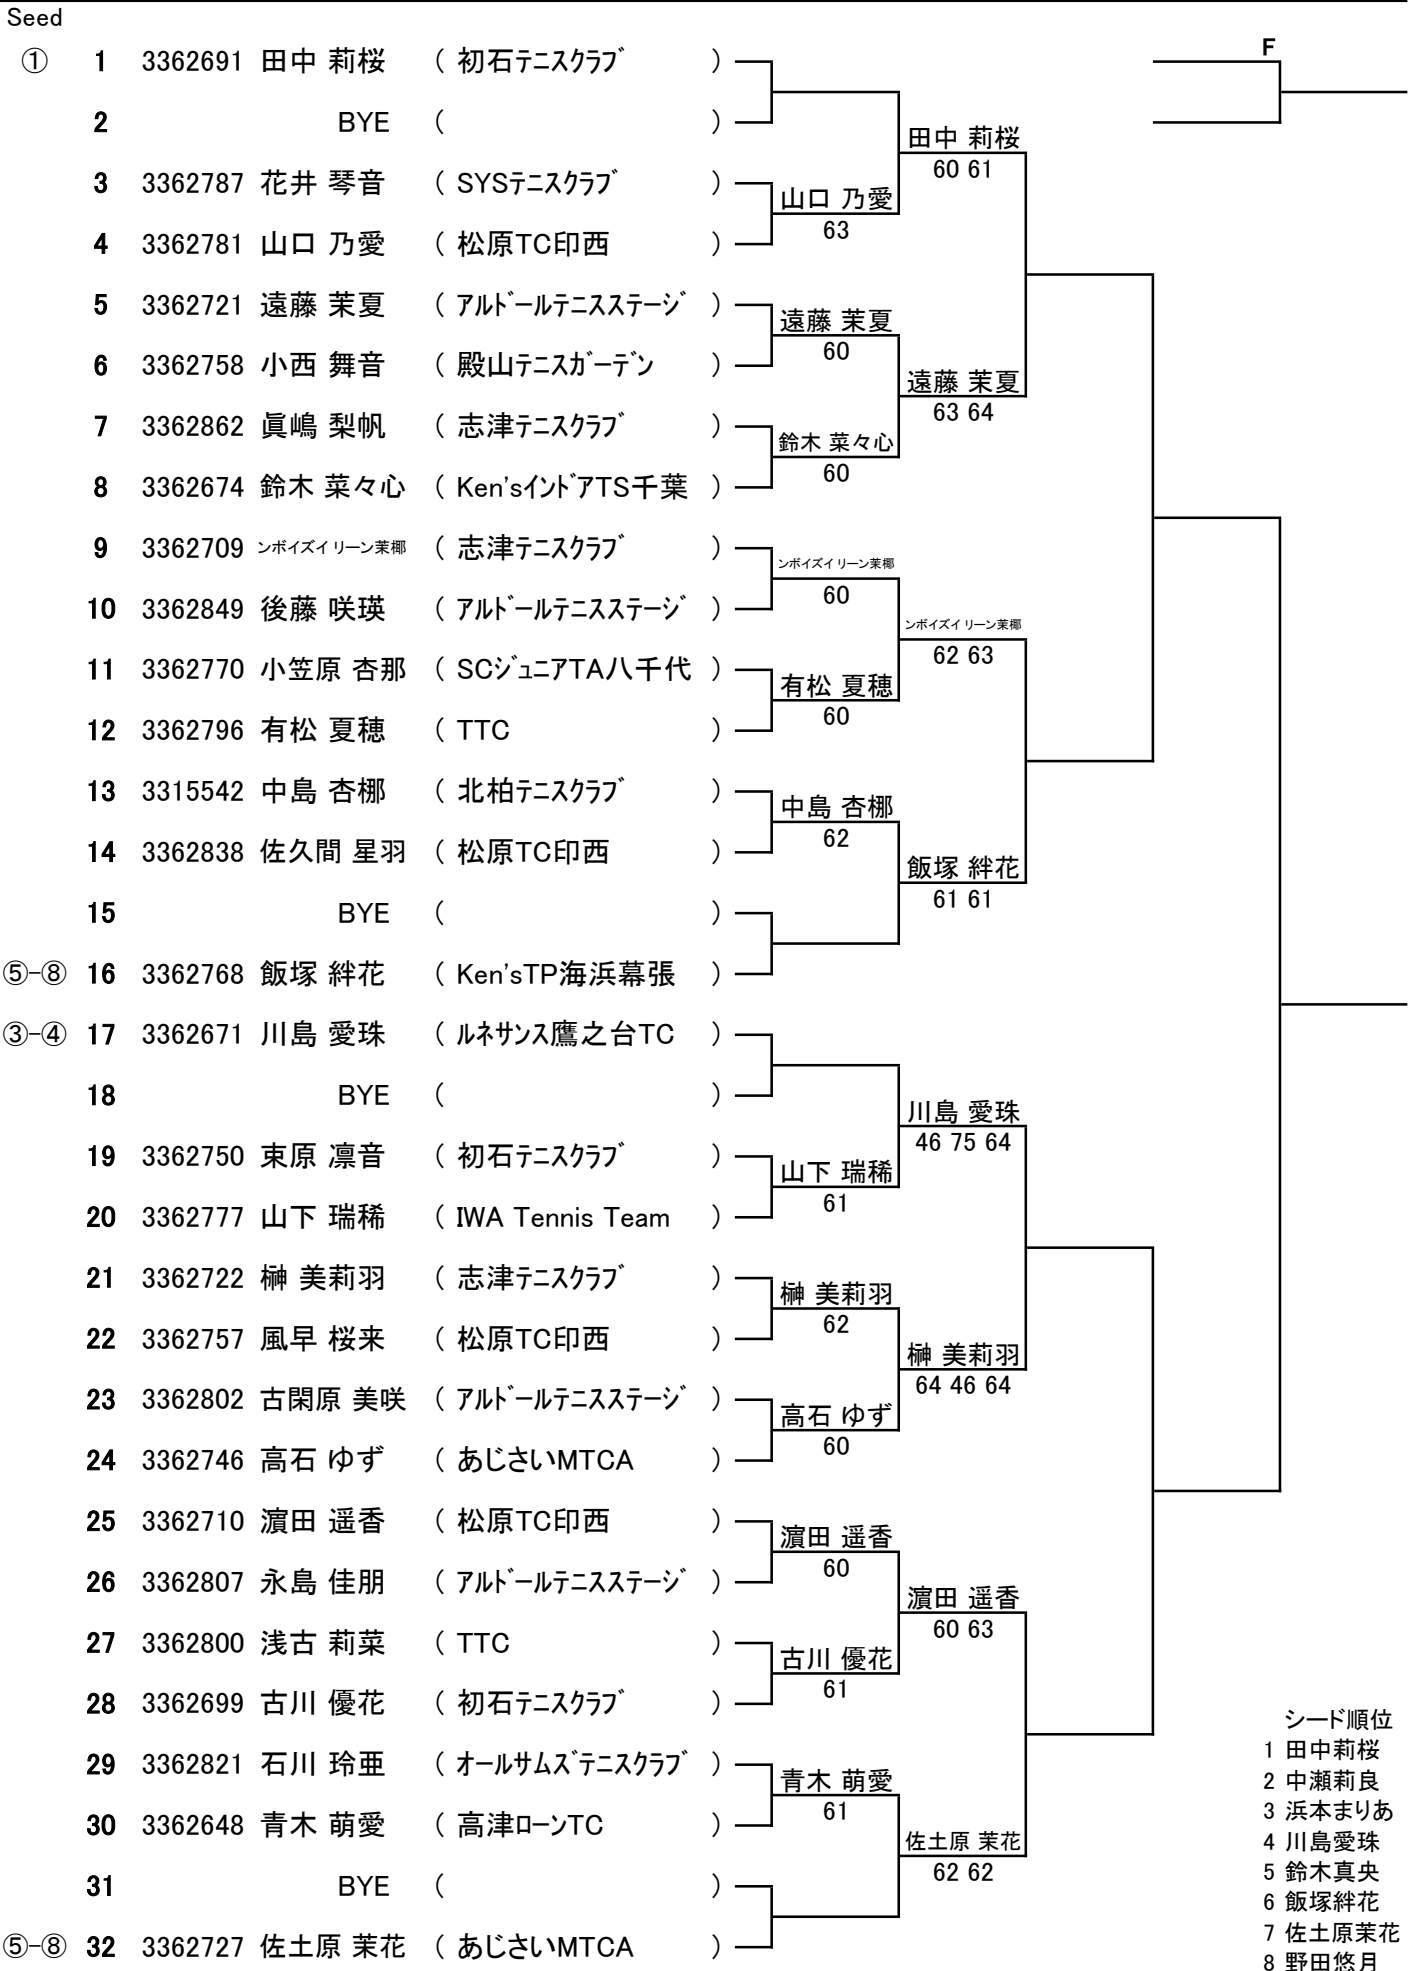 Seed
F
① 1 3362691 田中 莉桜 ( 初石ﾃﾆｽｸﾗﾌﾞ )
2 BYE ( )
田中 莉桜
60 61
3 3362787 花井 琴音 ( SYSﾃﾆｽｸﾗﾌﾞ )
山口 乃愛
63
4 3362781 山口 乃愛 ( 松原TC印西 )
5 3362721 遠藤 茉夏 ( ｱﾙﾄﾞｰﾙﾃﾆｽｽﾃｰｼﾞ )
遠藤 茉夏
60
6 3362758 小西 舞音 ( 殿山ﾃﾆｽｶﾞｰﾃﾞﾝ )
遠藤 茉夏
63 64
7 3362862 眞嶋 梨帆 ( 志津ﾃﾆｽｸﾗﾌﾞ )
鈴木 菜々心
60
8 3362674 鈴木 菜々心 ( Ken'sｲﾝﾄﾞｱTS千葉 )
9 3362709 ンボイズイリーン茉椰 ( 志津ﾃﾆｽｸﾗﾌﾞ )
ンボイズイリーン茉椰
60
10 3362849 後藤 咲瑛 ( ｱﾙﾄﾞｰﾙﾃﾆｽｽﾃｰｼﾞ )
ンボイズイリーン茉椰
62 63
11 3362770 小笠原 杏那 ( SCｼﾞｭﾆｱTA八千代 )
有松 夏穂
60
12 3362796 有松 夏穂 ( TTC )
13 3315542 中島 杏梛 ( 北柏ﾃﾆｽｸﾗﾌﾞ )
中島 杏梛
62
14 3362838 佐久間 星羽 ( 松原TC印西 )
飯塚 絆花
61 61
15 BYE ( )
⑤-⑧ 16 3362768 飯塚 絆花 ( Ken'sTP海浜幕張 )
③-④ 17 3362671 川島 愛珠 ( ﾙﾈｻﾝｽ鷹之台TC )
18 BYE ( )
川島 愛珠
46 75 64
19 3362750 束原 凛音 ( 初石ﾃﾆｽｸﾗﾌﾞ )
山下 瑞稀
61
20 3362777 山下 瑞稀 ( IWA Tennis Team )
21 3362722 榊 美莉羽 ( 志津ﾃﾆｽｸﾗﾌﾞ )
榊 美莉羽
62
22 3362757 風早 桜来 ( 松原TC印西 )
榊 美莉羽
64 46 64
23 3362802 古閑原 美咲 ( ｱﾙﾄﾞｰﾙﾃﾆｽｽﾃｰｼﾞ )
高石 ゆず
60
24 3362746 高石 ゆず ( あじさいMTCA )
25 3362710 濵田 遥香 ( 松原TC印西 )
濵田 遥香
60
26 3362807 永島 佳朋 ( ｱﾙﾄﾞｰﾙﾃﾆｽｽﾃｰｼﾞ )
濵田 遥香
60 63
27 3362800 浅古 莉菜 ( TTC )
古川 優花
61
28 3362699 古川 優花 ( 初石ﾃﾆｽｸﾗﾌﾞ )
29 3362821 石川 玲亜 ( ｵｰﾙｻﾑｽﾞﾃﾆｽｸﾗﾌﾞ )
青木 萌愛
61
30 3362648 青木 萌愛 ( 高津ﾛｰﾝTC )
佐土原 茉花
62 62
31 BYE ( )
⑤-⑧ 32 3362727 佐土原 茉花 ( あじさいMTCA )
シード順位
1 田中莉桜
2 中瀬莉良
3 浜本まりあ
4 川島愛珠
5 鈴木真央
6 飯塚絆花
7 佐土原茉花
8 野田悠月